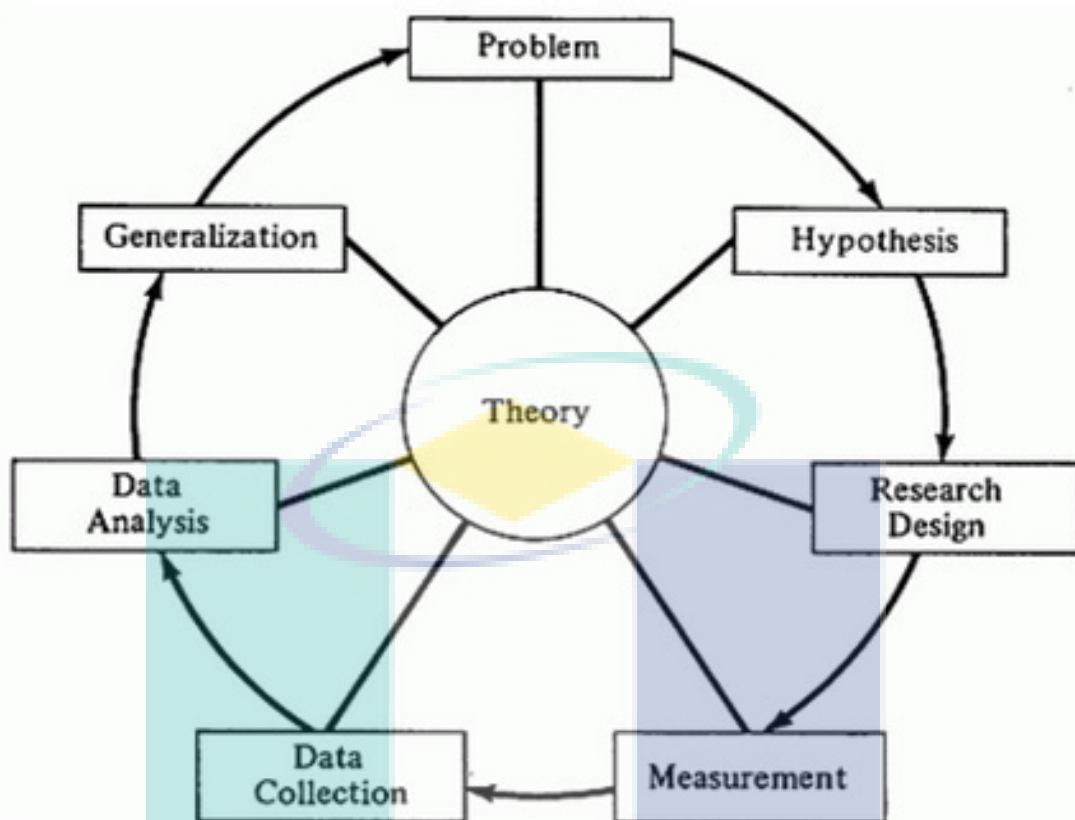 Problem
Generalization
Hypothesis
Theory
Data
Analysis
Research
Design
Data
Collection
Measurement